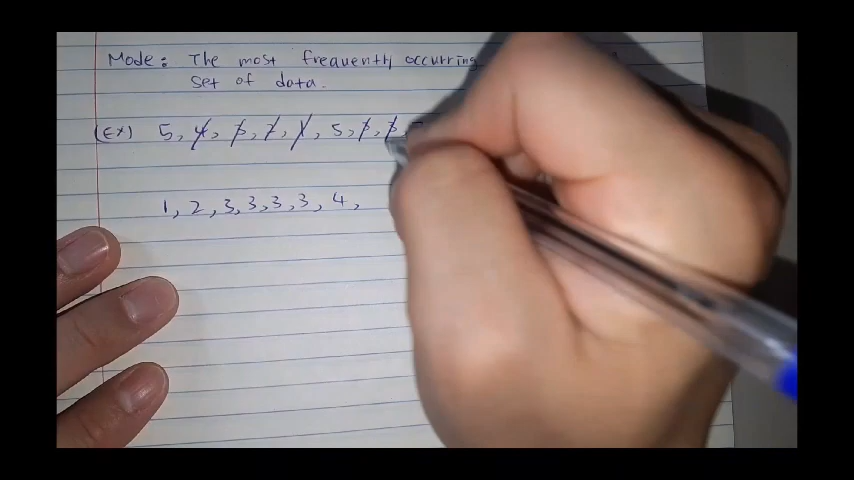 Mode: The most frequently occurring
set of data.
(Ex) 5, 4, 3, 2, 1, 5, 3, 3,
1, 2, 3, 3, 3, 3, 4,